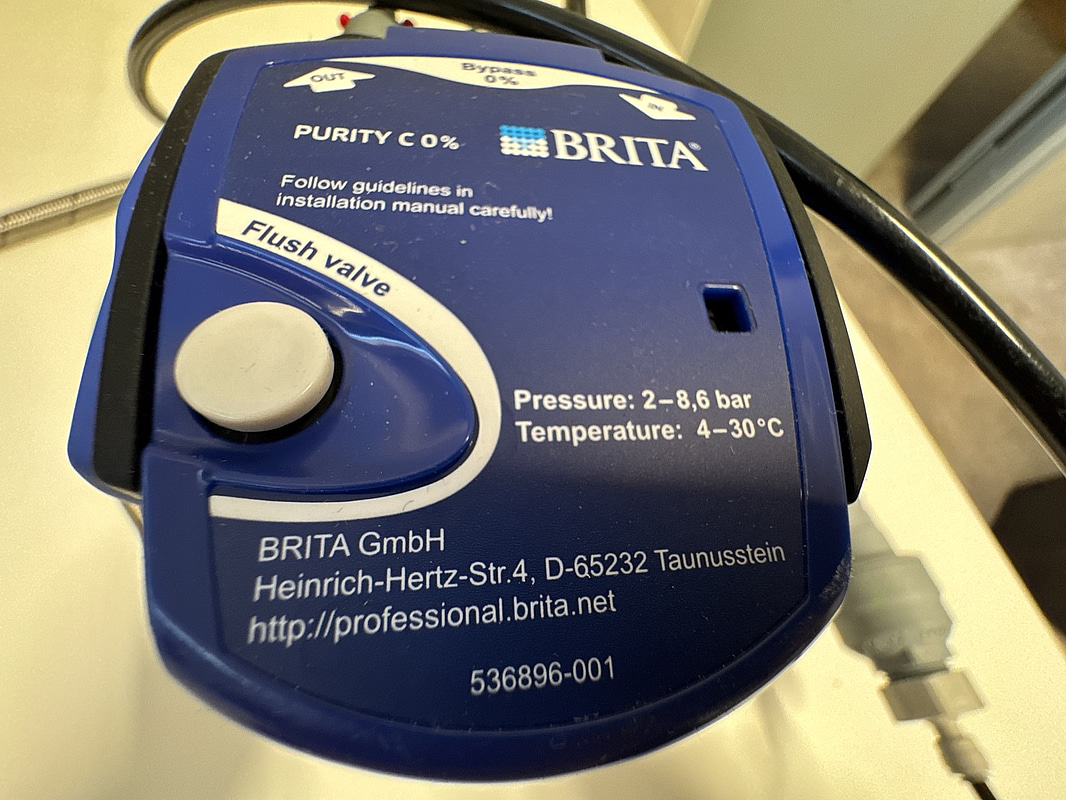 Bypass
0%
OUT
IN
PURITY C 0%
BRITA®
Follow guidelines in
installation manual carefully!
Flush valve
Pressure: 2–8,6 bar
Temperature: 4–30°C
BRITA GmbH
Heinrich-Hertz-Str.4, D-65232 Taunusstein
http://professional.brita.net
536896-001